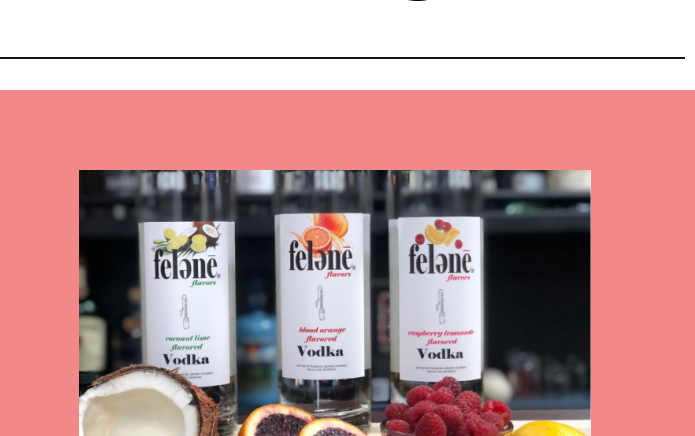 felənē
flavors
coconut lime
flavored
Vodka
felənē
flavors
blood orange
flavored
Vodka
felənē
flavors
raspberry lemonade
flavored
Vodka